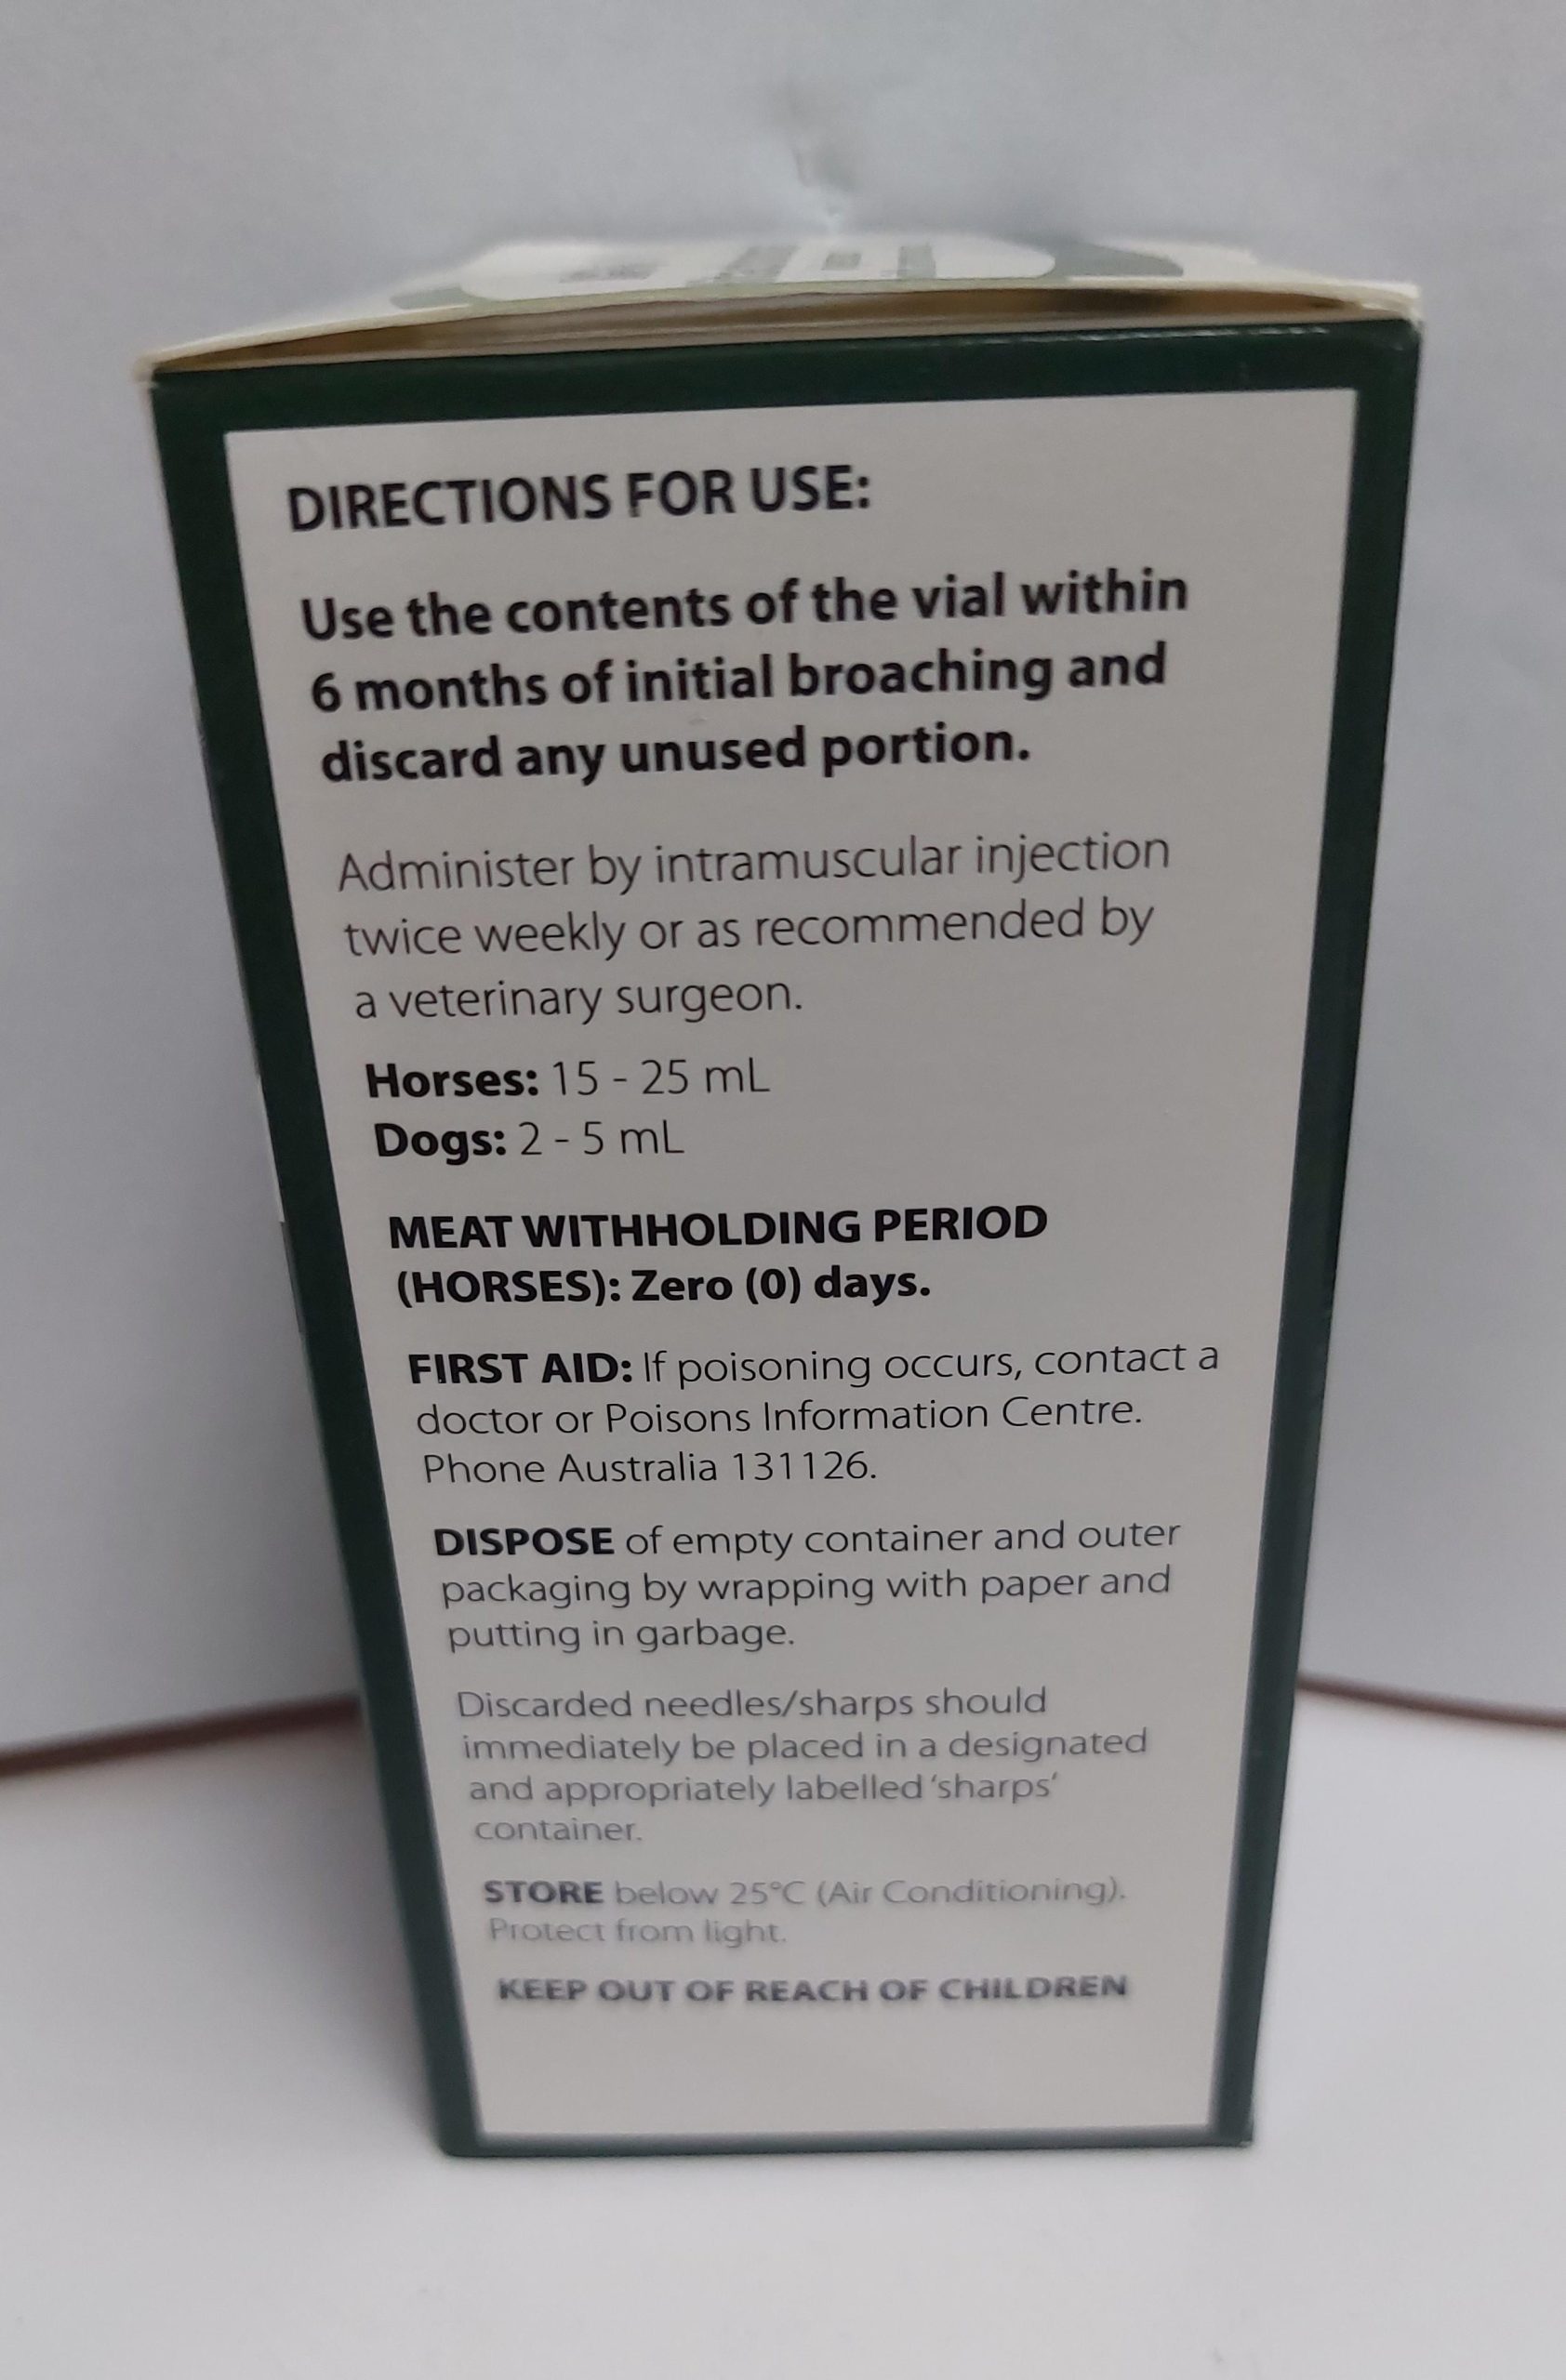 DIRECTIONS FOR USE:
Use the contents of the vial within
6 months of initial broaching and
discard any unused portion.
Administer by intramuscular injection
twice weekly or as recommended by
a veterinary surgeon.
Horses: 15 - 25 mL
Dogs: 2 - 5 mL
MEAT WITHHOLDING PERIOD
(HORSES): Zero (0) days.
FIRST AID: If poisoning occurs, contact a
doctor or Poisons Information Centre.
Phone Australia 131126.
DISPOSE of empty container and outer
packaging by wrapping with paper and
putting in garbage.
Discarded needles/sharps should
immediately be placed in a designated
and appropriately labelled ‘sharps’
container.
STORE below 25°C (Air Conditioning).
Protect from light.
KEEP OUT OF REACH OF CHILDREN